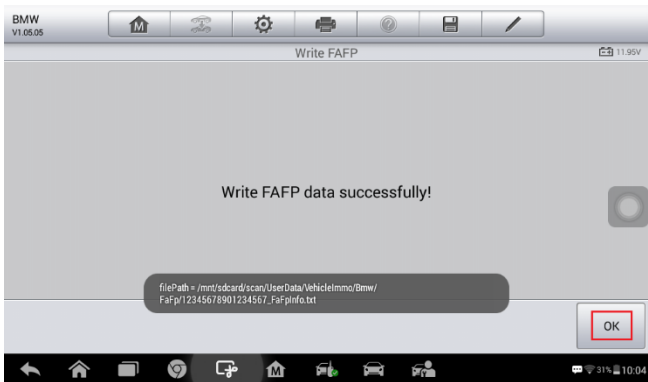 BMW
V1.05.05
M
Write FAFP
11.95V
Write FAFP data successfully!
filePath = /mnt/sdcard/scan/UserData/VehicleImmo/Bmw/
FaFp/12345678901234567_FaFpInfo.txt
OK
M
31% 10:04